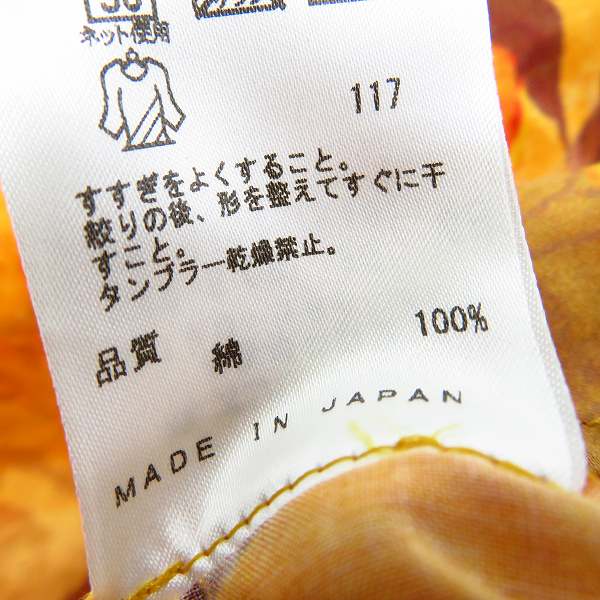 ネット使用
117
すすぎをよくすること。
絞りの後、形を整えてすぐに干
すこと。
タンブラー乾燥禁止。
品質 綿 100%
MADE IN JAPAN